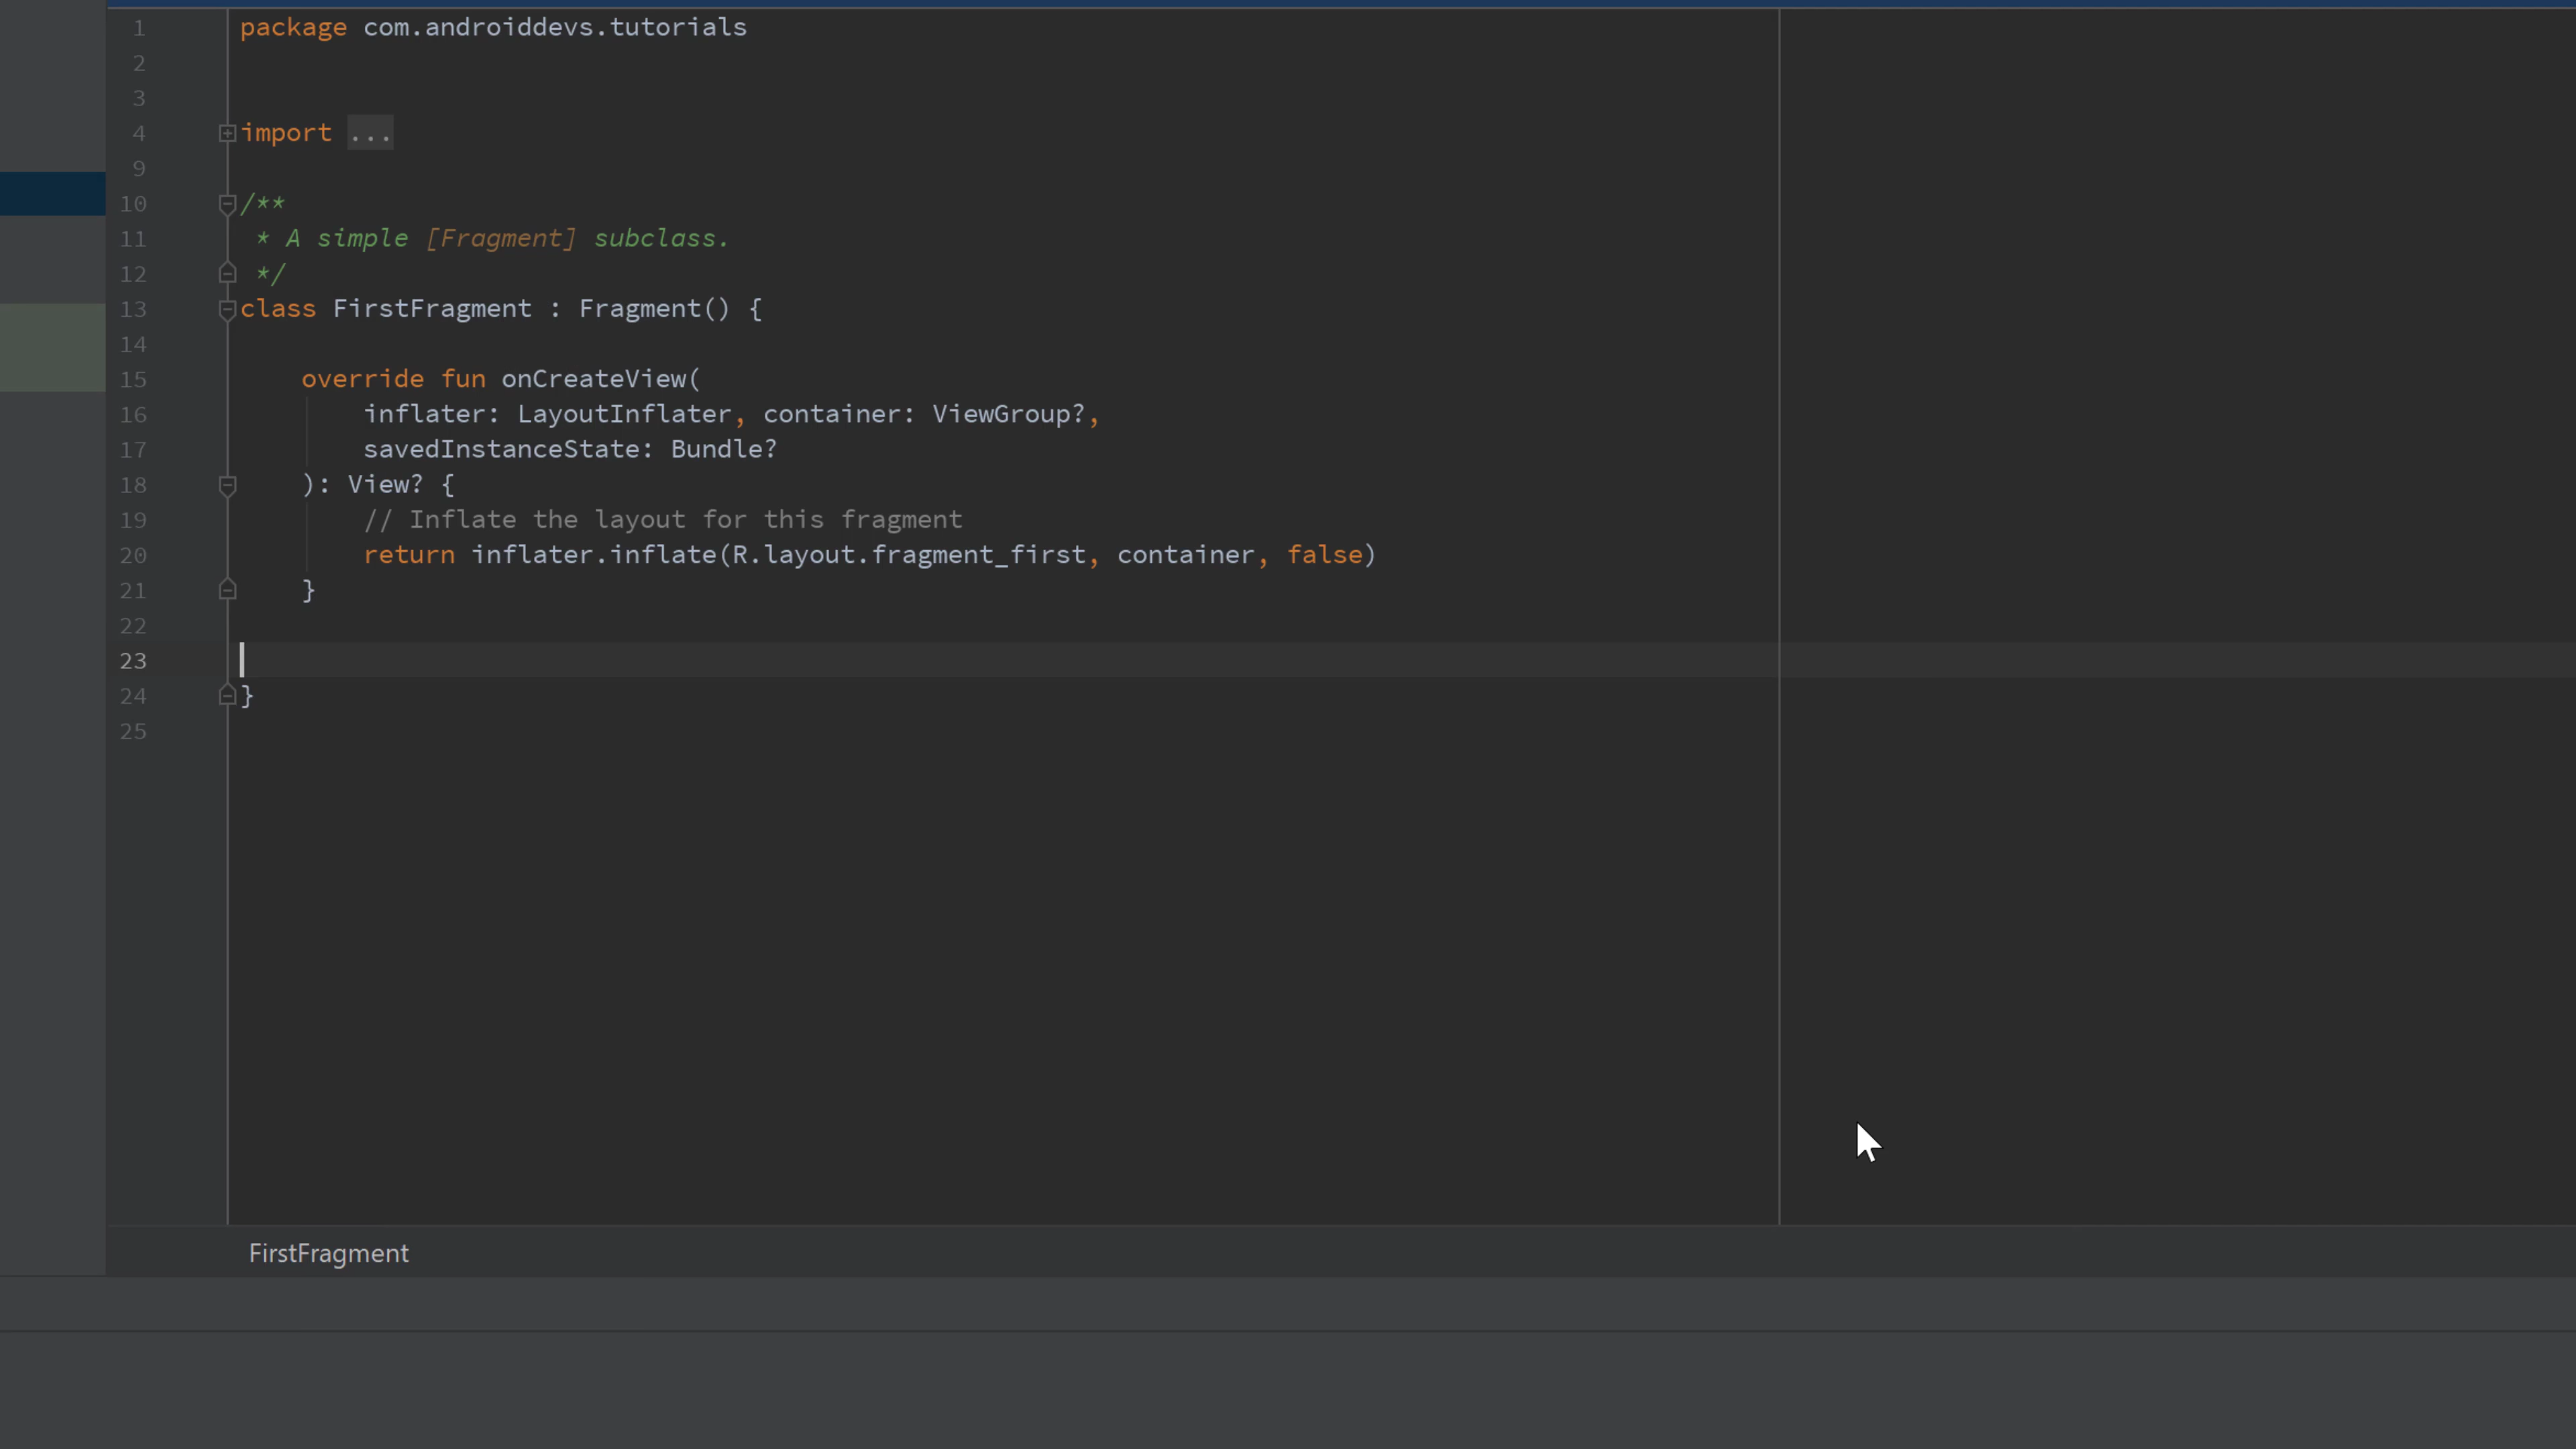 1 package com.androiddevs.tutorials
2
3
4 import ...
9
10 /**
11  * A simple [Fragment] subclass.
12  */
13 class FirstFragment : Fragment() {
14
15     override fun onCreateView(
16         inflater: LayoutInflater, container: ViewGroup?,
17         savedInstanceState: Bundle?
18     ): View? {
19         // Inflate the layout for this fragment
20         return inflater.inflate(R.layout.fragment_first, container, false)
21     }
22
23
24 }
25
FirstFragment